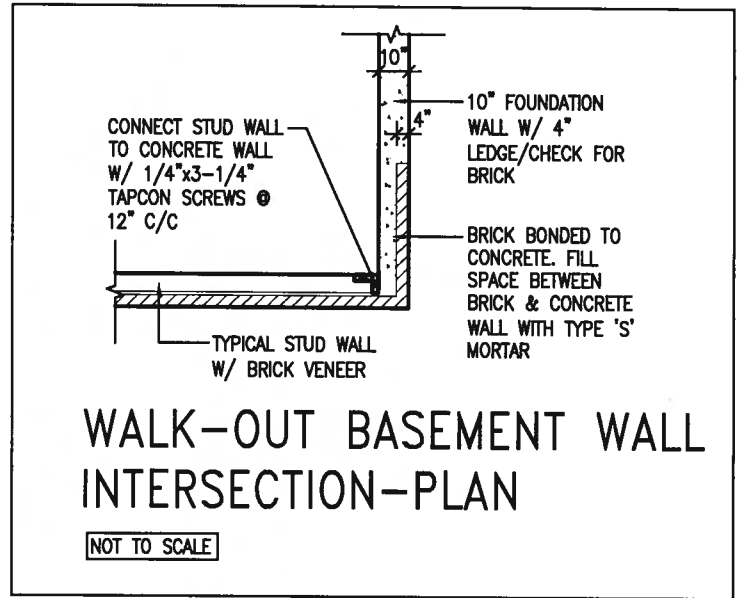 10"
4"
CONNECT STUD WALL
TO CONCRETE WALL
W/ 1/4"x3-1/4"
TAPCON SCREWS @
12" C/C
10" FOUNDATION
WALL W/ 4"
LEDGE/CHECK FOR
BRICK
BRICK BONDED TO
CONCRETE. FILL
SPACE BETWEEN
BRICK & CONCRETE
WALL WITH TYPE 'S'
MORTAR
TYPICAL STUD WALL
W/ BRICK VENEER
WALK-OUT BASEMENT WALL
INTERSECTION-PLAN
NOT TO SCALE